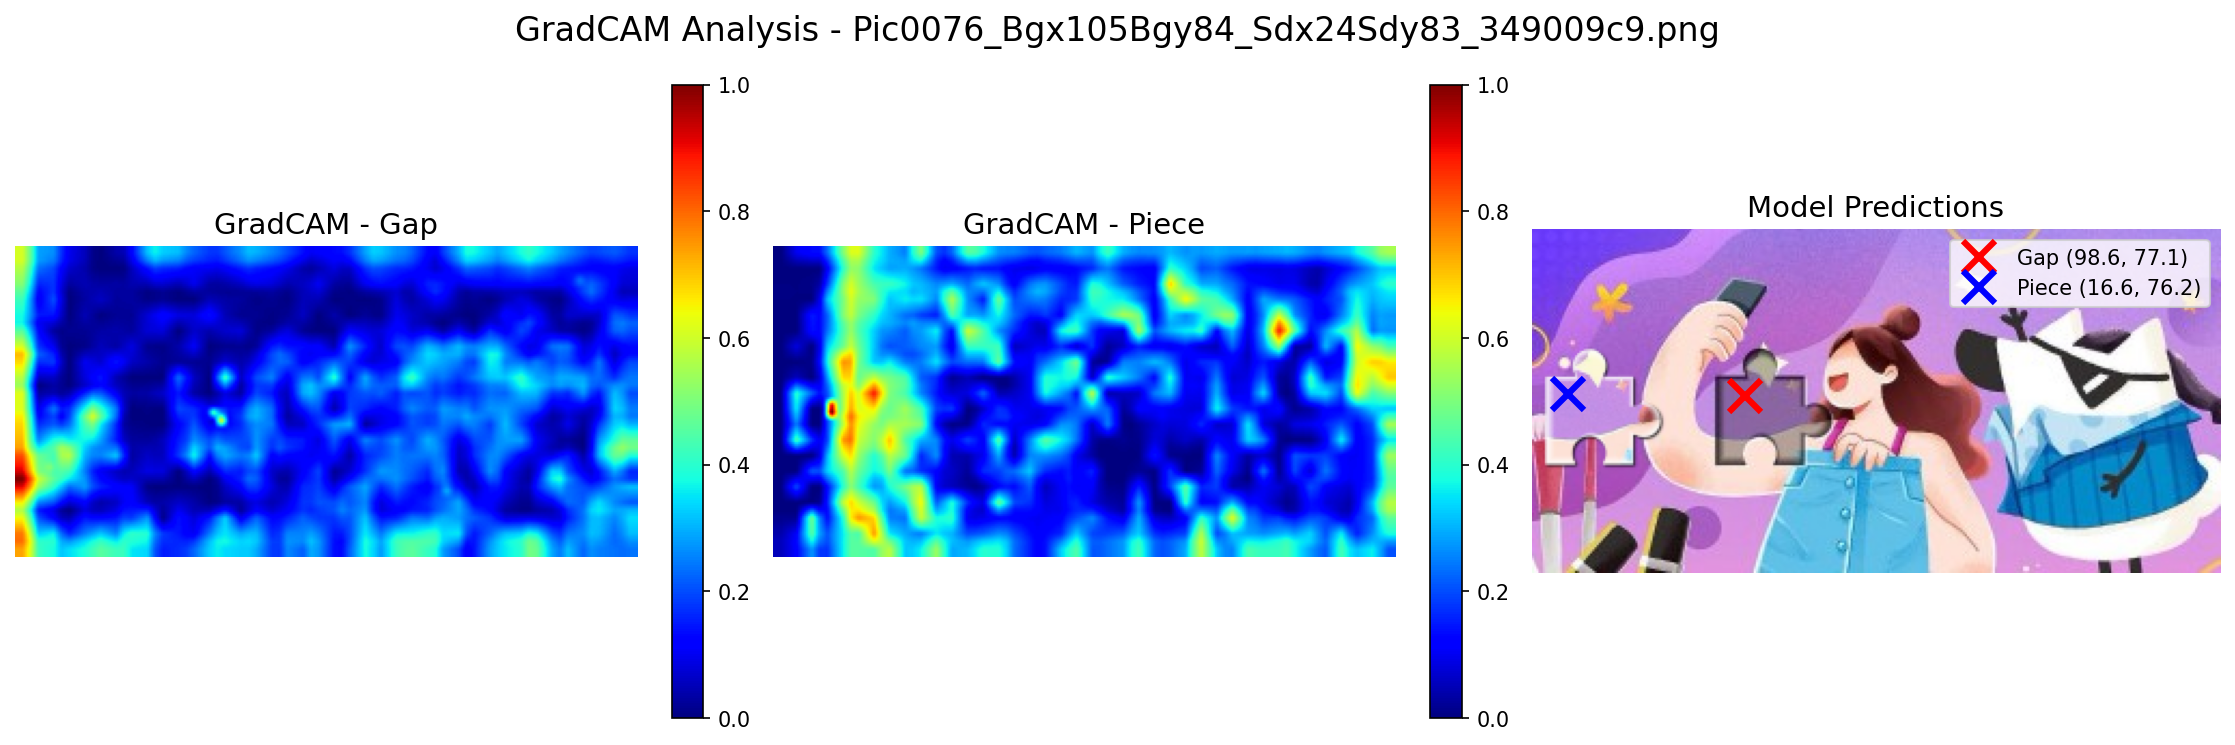 GradCAM Analysis - Pic0076_Bgx105Bgy84_Sdx24Sdy83_349009c9.png
GradCAM - Gap
1.0
0.8
0.6
0.4
0.2
0.0
GradCAM - Piece
1.0
0.8
0.6
0.4
0.2
0.0
Model Predictions
Gap (98.6, 77.1)
Piece (16.6, 76.2)